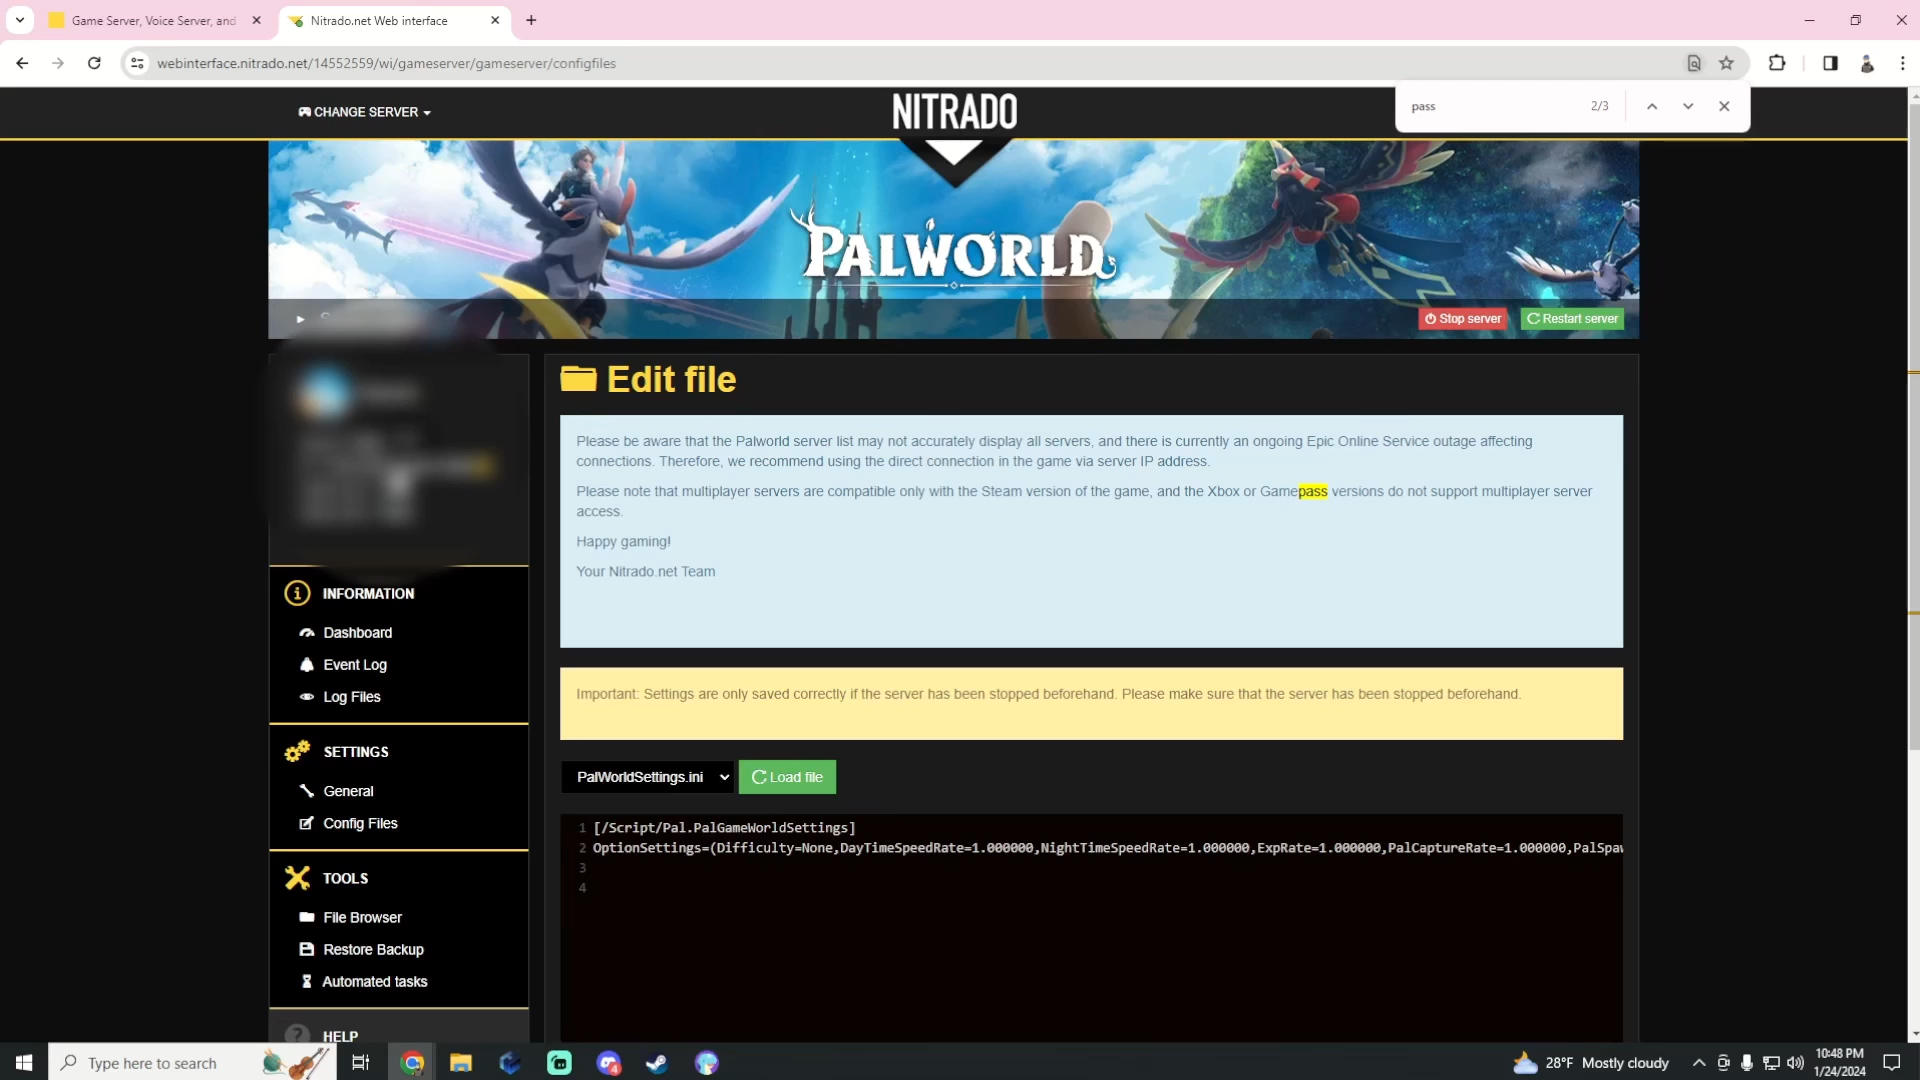 Game Server, Voice Server, and
Nitrado.net Web interface
webinterface.nitrado.net/14552559/wi/gameserver/gameserver/configfiles
pass
2/3
CHANGE SERVER
NITRADO
PALWORLD
Stop server
Restart server
Edit file
Please be aware that the Palworld server list may not accurately display all servers, and there is currently an ongoing Epic Online Service outage affecting
connections. Therefore, we recommend using the direct connection in the game via server IP address.
Please note that multiplayer servers are compatible only with the Steam version of the game, and the Xbox or Gamepass versions do not support multiplayer server
access.
Happy gaming!
Your Nitrado.net Team
Important: Settings are only saved correctly if the server has been stopped beforehand. Please make sure that the server has been stopped beforehand.
PalWorldSettings.ini
Load file
1 [/Script/Pal.PalGameWorldSettings]
2 OptionSettings=(Difficulty=None,DayTimeSpeedRate=1.000000,NightTimeSpeedRate=1.000000,ExpRate=1.000000,PalCaptureRate=1.000000,PalSpaw
3
4
INFORMATION
Dashboard
Event Log
Log Files
SETTINGS
General
Config Files
TOOLS
File Browser
Restore Backup
Automated tasks
HELP
Type here to search
28°F Mostly cloudy
10:48 PM
1/24/2024